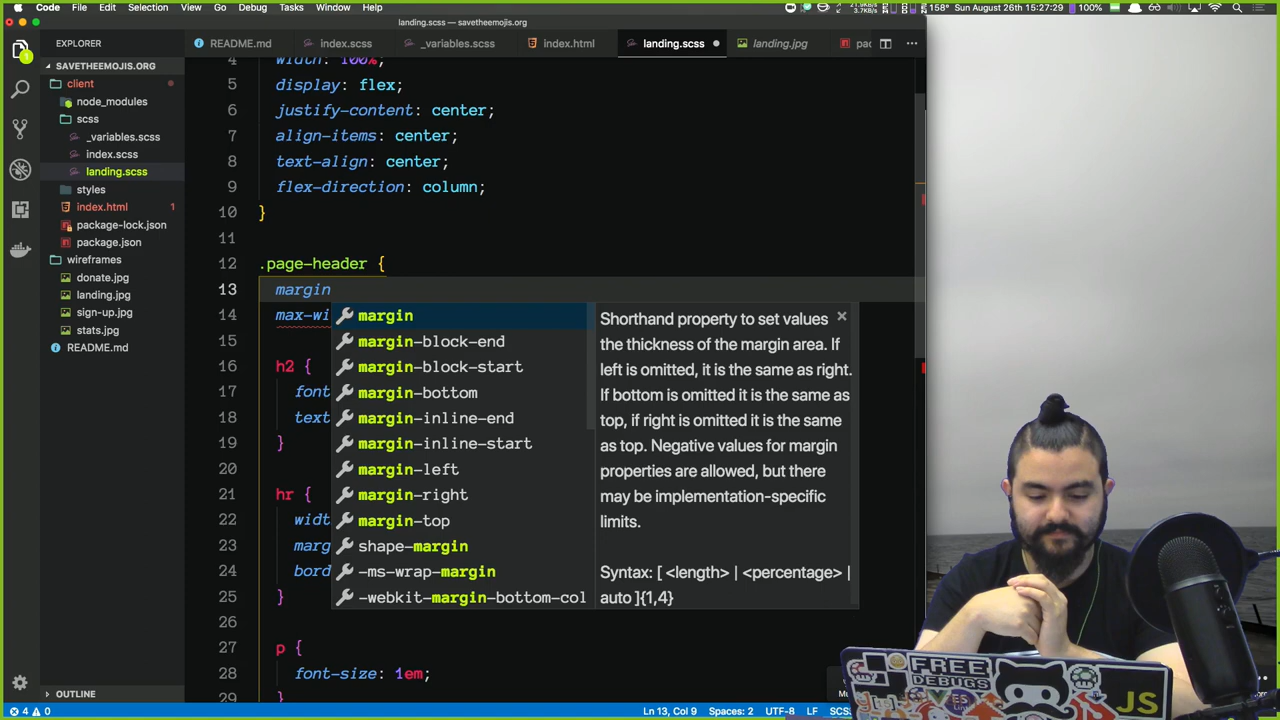 Code File Edit Selection View Go Debug Tasks Window Help
3.7KB/s 158° Sun August 26th 15:27:29 100%
landing.scss — savetheemojis.org
EXPLORER
README.md index.scss _variables.scss index.html landing.scss landing.jpg
SAVETHEEMOJIS.ORG
client
node_modules
scss
_variables.scss
index.scss
landing.scss
styles
index.html 1
package-lock.json
package.json
wireframes
donate.jpg
landing.jpg
sign-up.jpg
stats.jpg
README.md
OUTLINE
4 width: 100%;
5 display: flex;
6 justify-content: center;
7 align-items: center;
8 text-align: center;
9 flex-direction: column;
10 }
11
12 .page-header {
13 margin
14 max-wi
15
16 h2 {
17 font
18 text
19 }
20
21 hr {
22 widt
23 marg
24 bord
25 }
26
27 p {
28 font-size: 1em;
29 }
margin
margin-block-end
margin-block-start
margin-bottom
margin-inline-end
margin-inline-start
margin-left
margin-right
margin-top
shape-margin
-ms-wrap-margin
-webkit-margin-bottom-col
Shorthand property to set values
the thickness of the margin area. If
left is omitted, it is the same as right.
If bottom is omitted it is the same as
top, if right is omitted it is the same
as top. Negative values for margin
properties are allowed, but there
may be implementation-specific
limits.
Syntax: [ <length> | <percentage> |
auto ]{1,4}
4 0
Ln 13, Col 9 Spaces: 2 UTF-8 LF SCSS
FREE
DEBUGS
JS